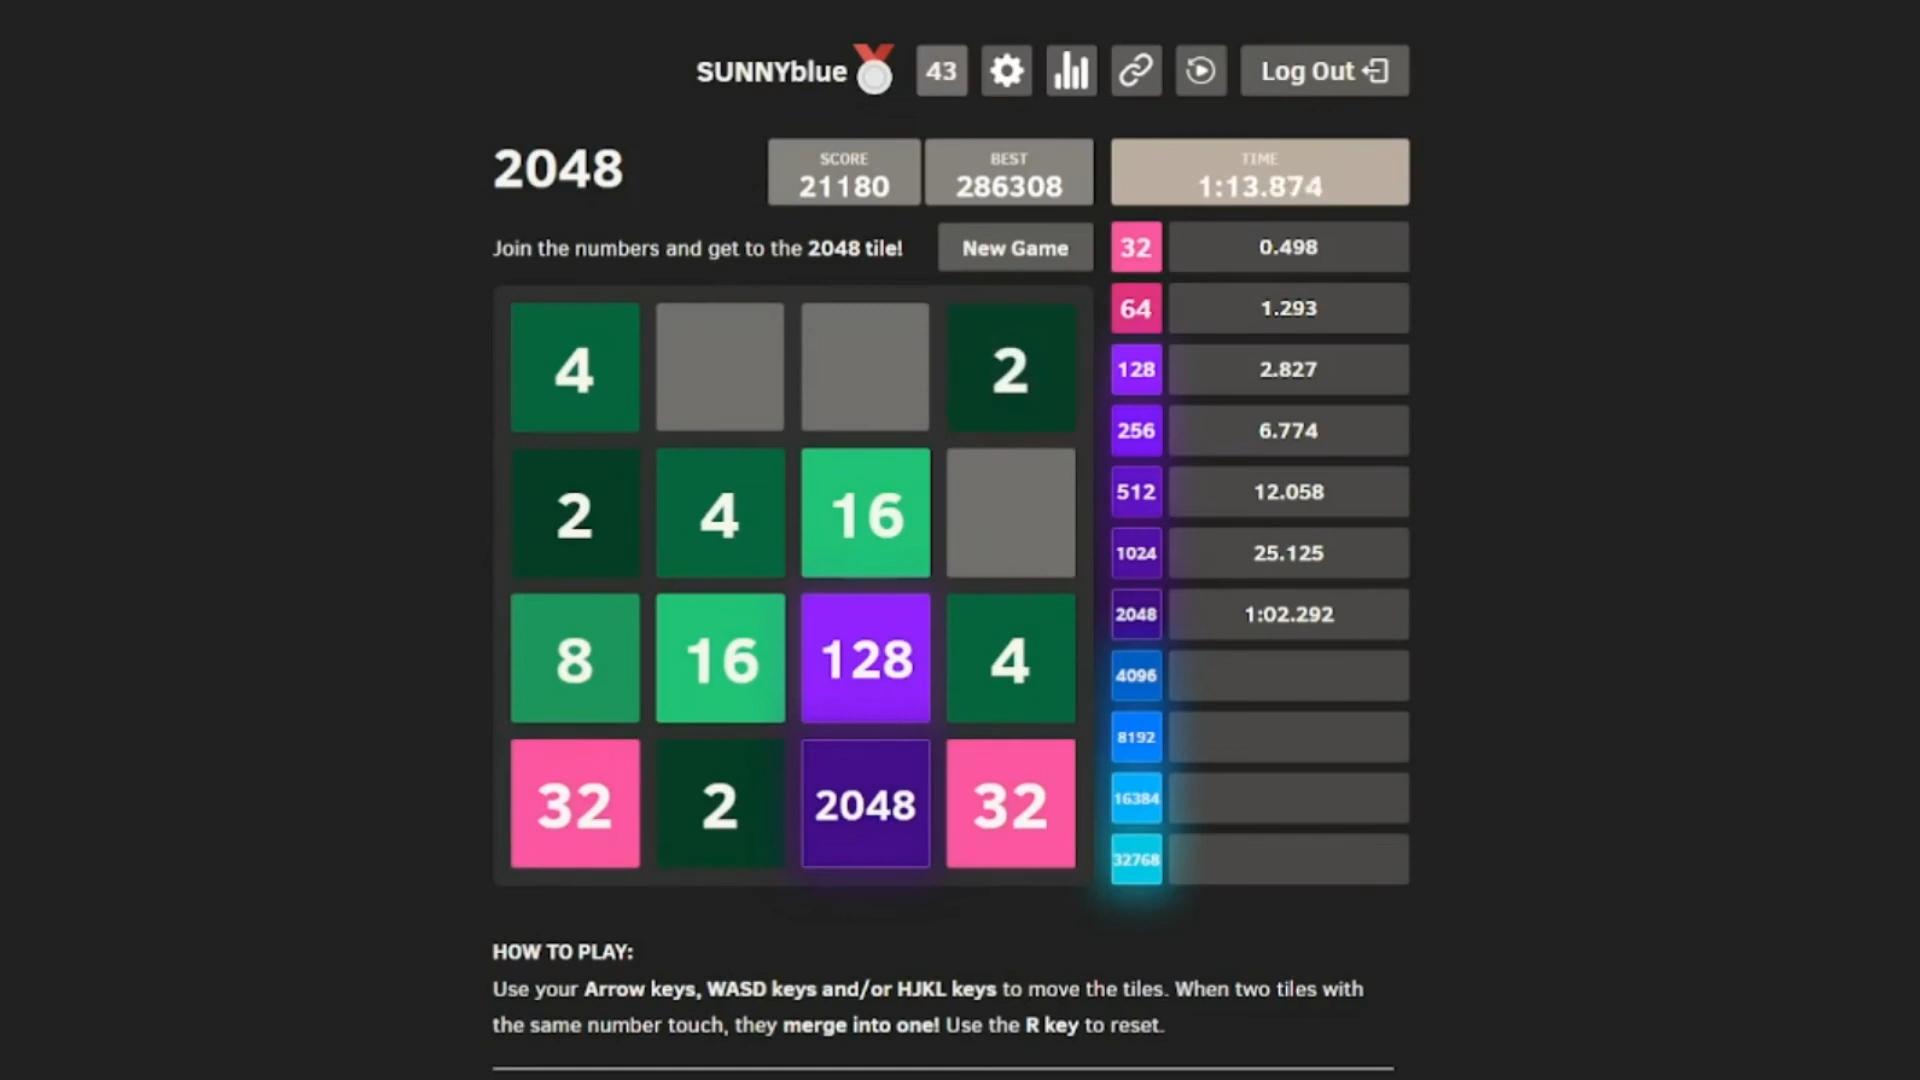 SUNNYblue 43 Log Out
2048
SCORE
21180
BEST
286308
TIME
1:13.874
Join the numbers and get to the 2048 tile!
New Game
4 2
2 4 16
8 16 128 4
32 2 2048 32
32 0.498
64 1.293
128 2.827
256 6.774
512 12.058
1024 25.125
2048 1:02.292
4096
8192
16384
32768
HOW TO PLAY:
Use your Arrow keys, WASD keys and/or HJKL keys to move the tiles. When two tiles with
the same number touch, they merge into one! Use the R key to reset.